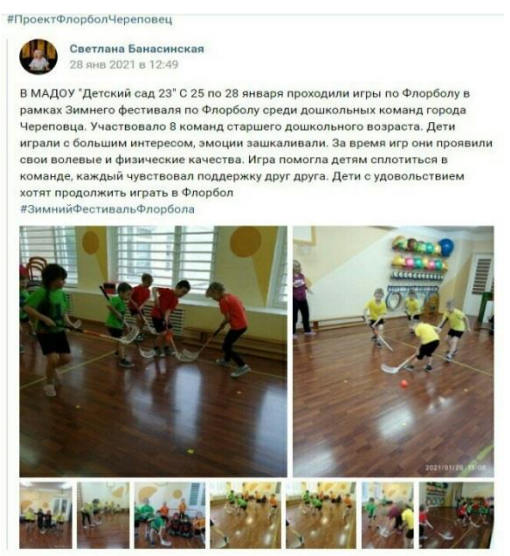 #ПроектФлорболЧереповец
Светлана Банасинская
28 янв 2021 в 12:49
В МАДОУ "Детский сад 23" С 25 по 28 января проходили игры по Флорболу в
рамках Зимнего фестиваля по Флорболу среди дошкольных команд города
Череповца. Участвовало 8 команд старшего дошкольного возраста. Дети
играли с большим интересом, эмоции зашкаливали. За время игр они проявили
свои волевые и физические качества. Игра помогла детям сплотиться в
команде, каждый чувствовал поддержку друг друга. Дети с удовольствием
хотят продолжить играть в Флорбол
#ЗимнийФестивальФлорбола